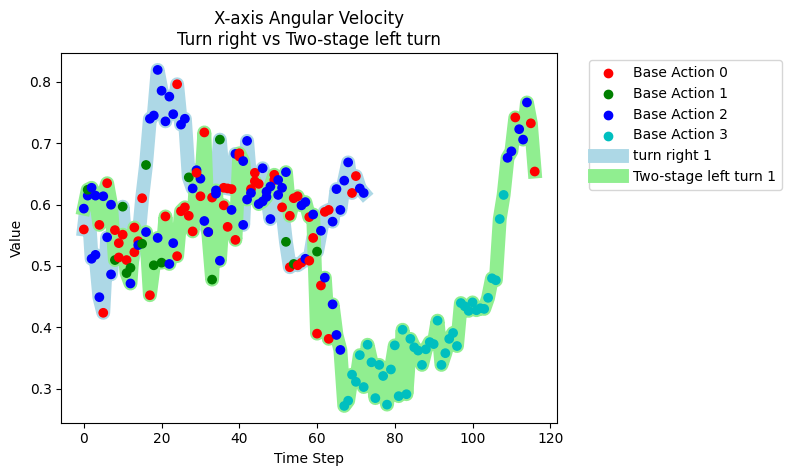 X-axis Angular Velocity
Turn right vs Two-stage left turn
Value
0.8
0.7
0.6
0.5
0.4
0.3
0
20
40
60
80
100
120
Time Step
Base Action 0
Base Action 1
Base Action 2
Base Action 3
turn right 1
Two-stage left turn 1